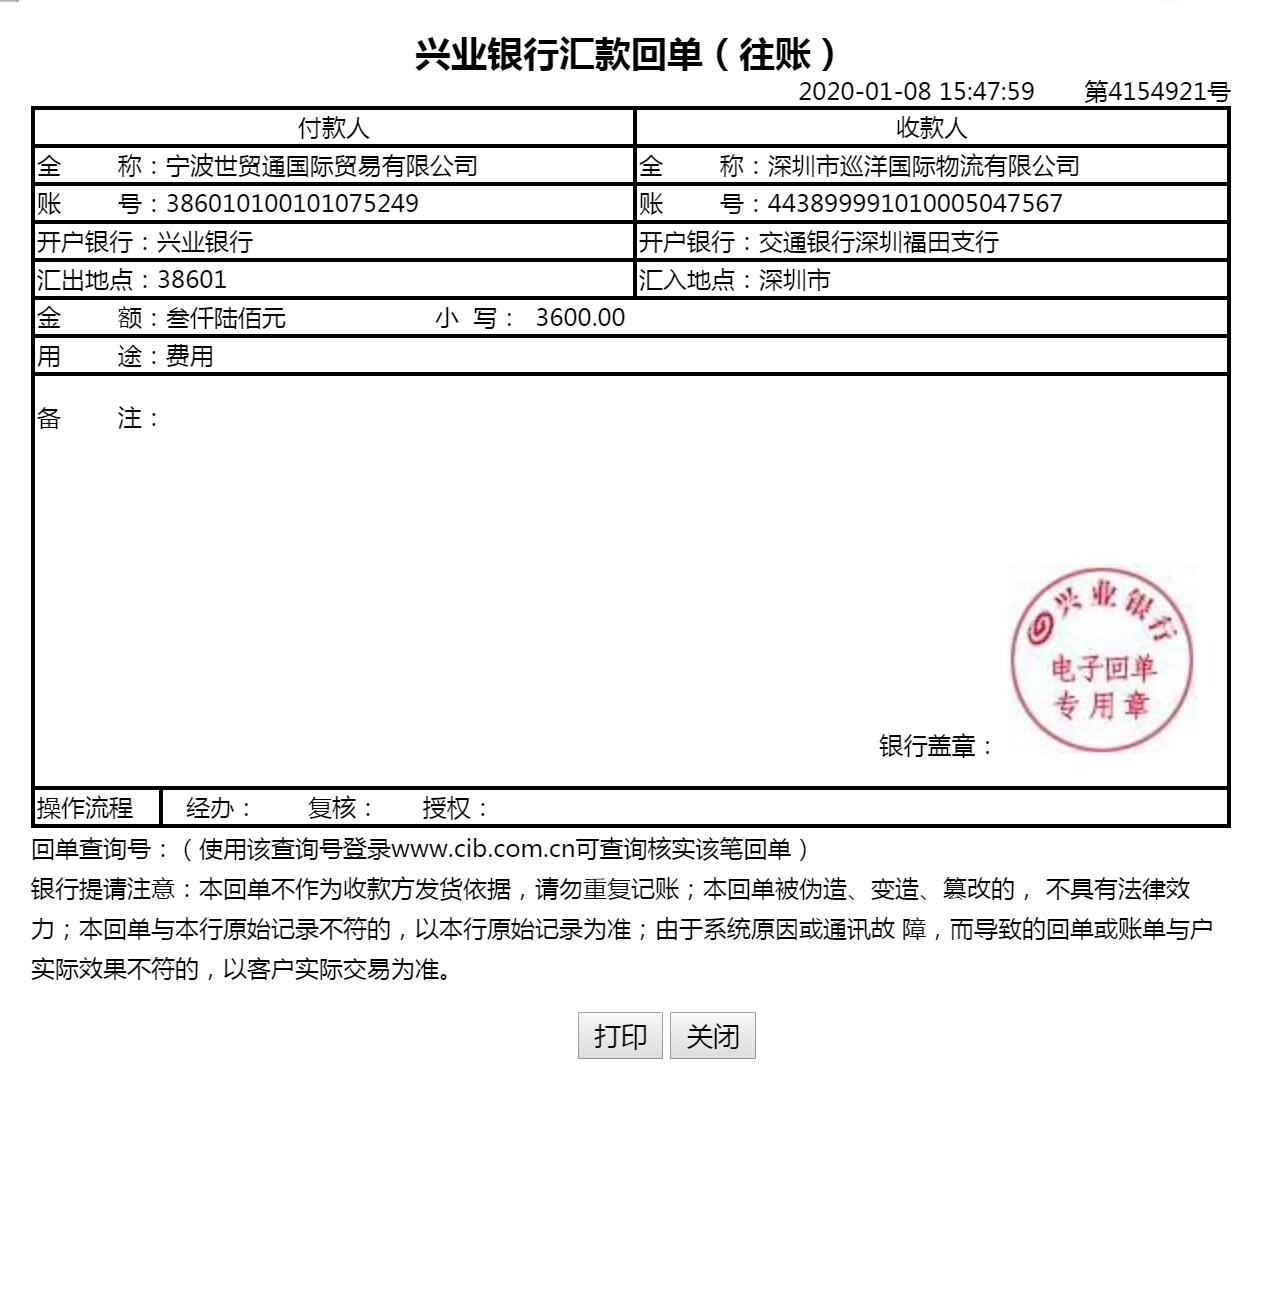 兴业银行汇款回单（往账）
2020-01-08 15:47:59 第4154921号
付款人 收款人
全 称：宁波世贸通国际贸易有限公司 全 称：深圳市巡洋国际物流有限公司
账 号：386010100101075249 账 号：443899991010005047567
开户银行：兴业银行 开户银行：交通银行深圳福田支行
汇出地点：38601 汇入地点：深圳市
金 额：叁仟陆佰元 小 写： 3600.00
用 途：费用
备 注：
兴业银行
电子回单
专用章
银行盖章：
操作流程 经办： 复核： 授权：
回单查询号：（使用该查询号登录www.cib.com.cn可查询核实该笔回单）
银行提请注意：本回单不作为收款方发货依据，请勿重复记账；本回单被伪造、变造、篡改的， 不具有法律效
力；本回单与本行原始记录不符的，以本行原始记录为准；由于系统原因或通讯故 障，而导致的回单或账单与户
实际效果不符的，以客户实际交易为准。
打印 关闭